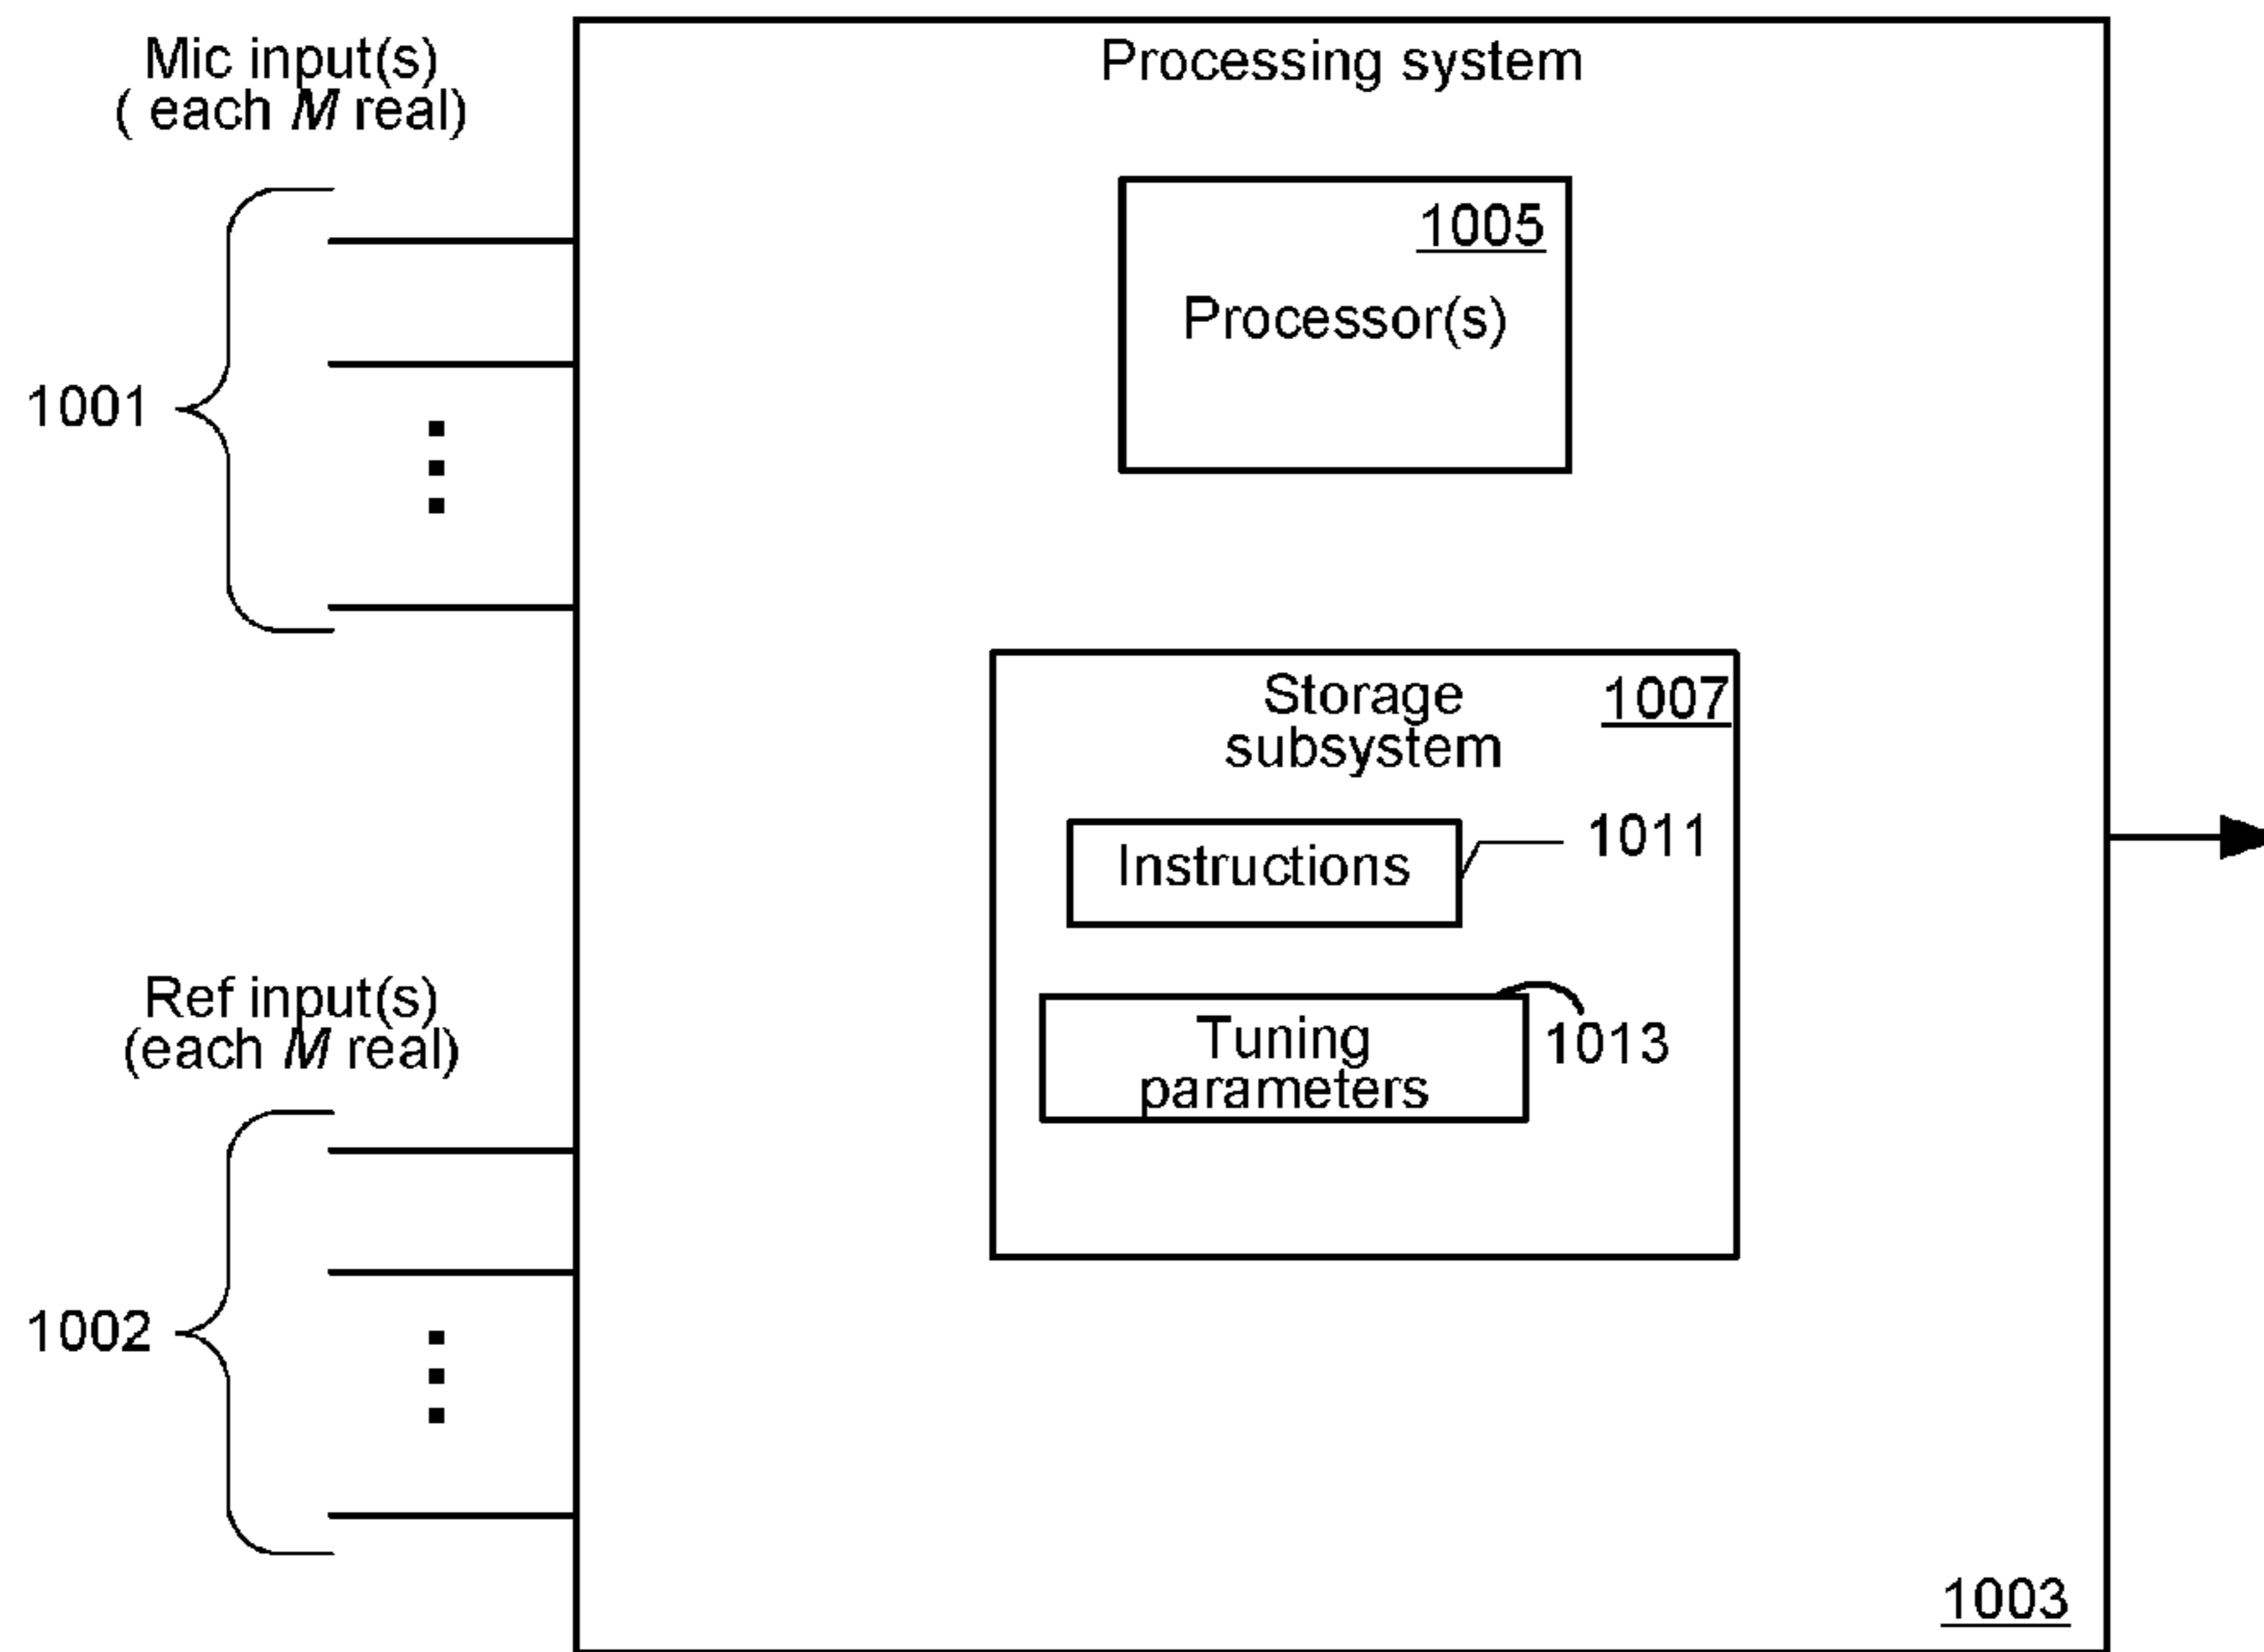 Mic input(s)
( each M real)
1001
Ref input(s)
(each M real)
1002
Processing system
1005
Processor(s)
Storage
subsystem
1007
Instructions
1011
Tuning
parameters
1013
1003